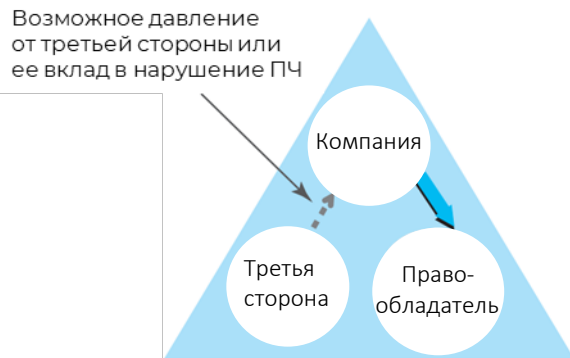 Возможное давление
от третьей стороны или
ее вклад в нарушение ПЧ
Компания
Третья
сторона
Право-
обладатель